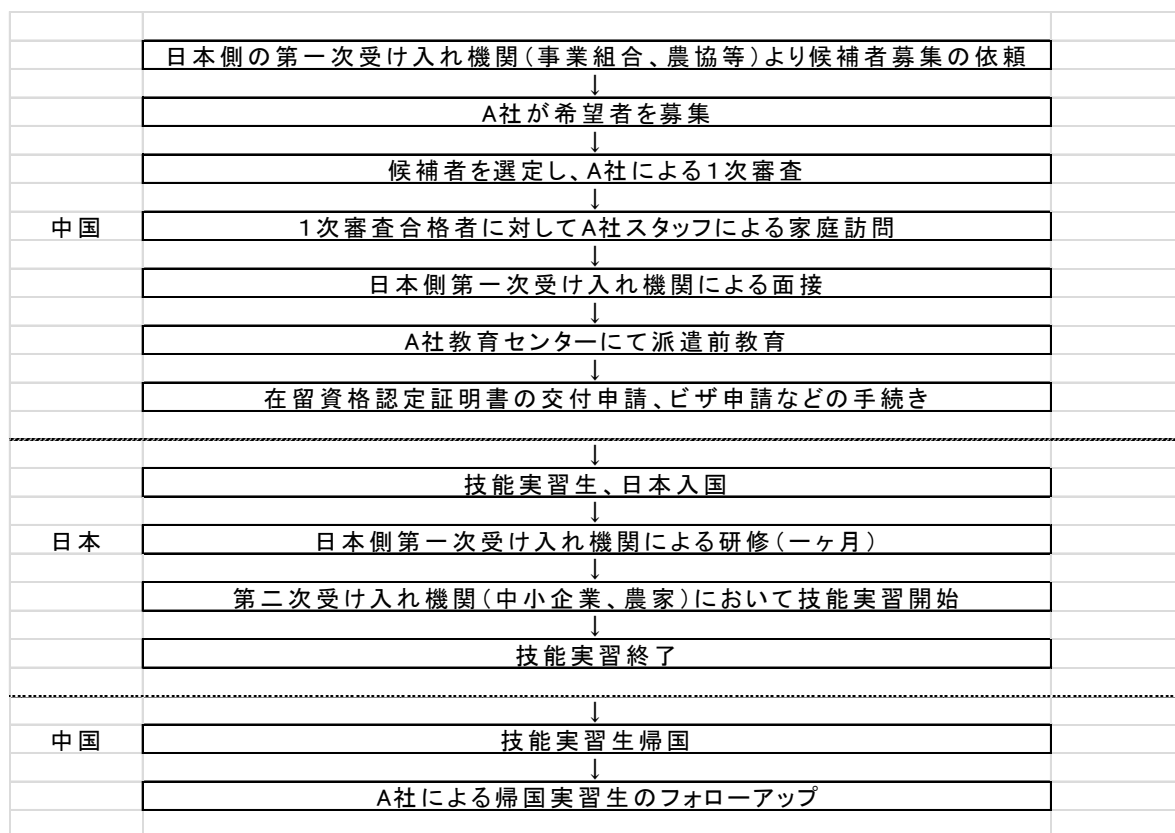 日本側の第一次受け入れ機関(事業組合、農協等)より候補者募集の依頼
↓
A社が希望者を募集
↓
候補者を選定し、A社による1次審査
↓
中国 1次審査合格者に対してA社スタッフによる家庭訪問
↓
日本側第一次受け入れ機関による面接
↓
A社教育センターにて派遣前教育
↓
在留資格認定証明書の交付申請、ビザ申請などの手続き
↓
技能実習生、日本入国
↓
日本 日本側第一次受け入れ機関による研修(一ヶ月)
↓
第二次受け入れ機関(中小企業、農家)において技能実習開始
↓
技能実習終了
↓
中国 技能実習生帰国
↓
A社による帰国実習生のフォローアップ